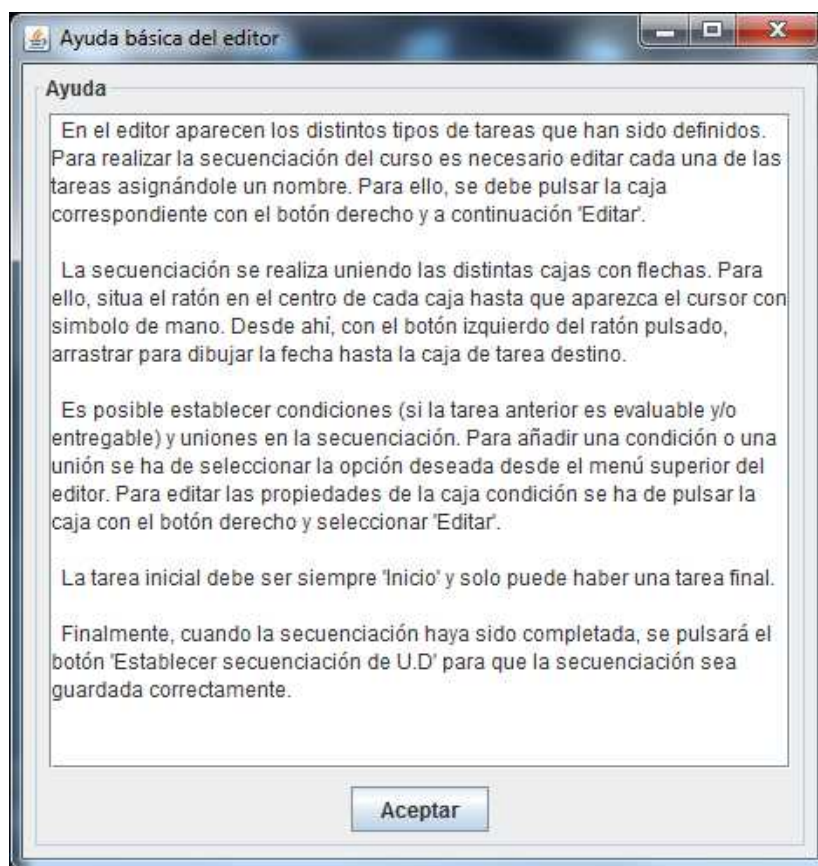 Ayuda básica del editor
Ayuda
En el editor aparecen los distintos tipos de tareas que han sido definidos.
Para realizar la secuenciación del curso es necesario editar cada una de las
tareas asignándole un nombre. Para ello, se debe pulsar la caja
correspondiente con el botón derecho y a continuación 'Editar'.
La secuenciación se realiza uniendo las distintas cajas con flechas. Para
ello, situa el ratón en el centro de cada caja hasta que aparezca el cursor con
simbolo de mano. Desde ahí, con el botón izquierdo del ratón pulsado,
arrastrar para dibujar la fecha hasta la caja de tarea destino.
Es posible establecer condiciones (si la tarea anterior es evaluable y/o
entregable) y uniones en la secuenciación. Para añadir una condición o una
unión se ha de seleccionar la opción deseada desde el menú superior del
editor. Para editar las propiedades de la caja condición se ha de pulsar la
caja con el botón derecho y seleccionar 'Editar'.
La tarea inicial debe ser siempre 'Inicio' y solo puede haber una tarea final.
Finalmente, cuando la secuenciación haya sido completada, se pulsará el
botón 'Establecer secuenciación de U.D' para que la secuenciación sea
guardada correctamente.
Aceptar